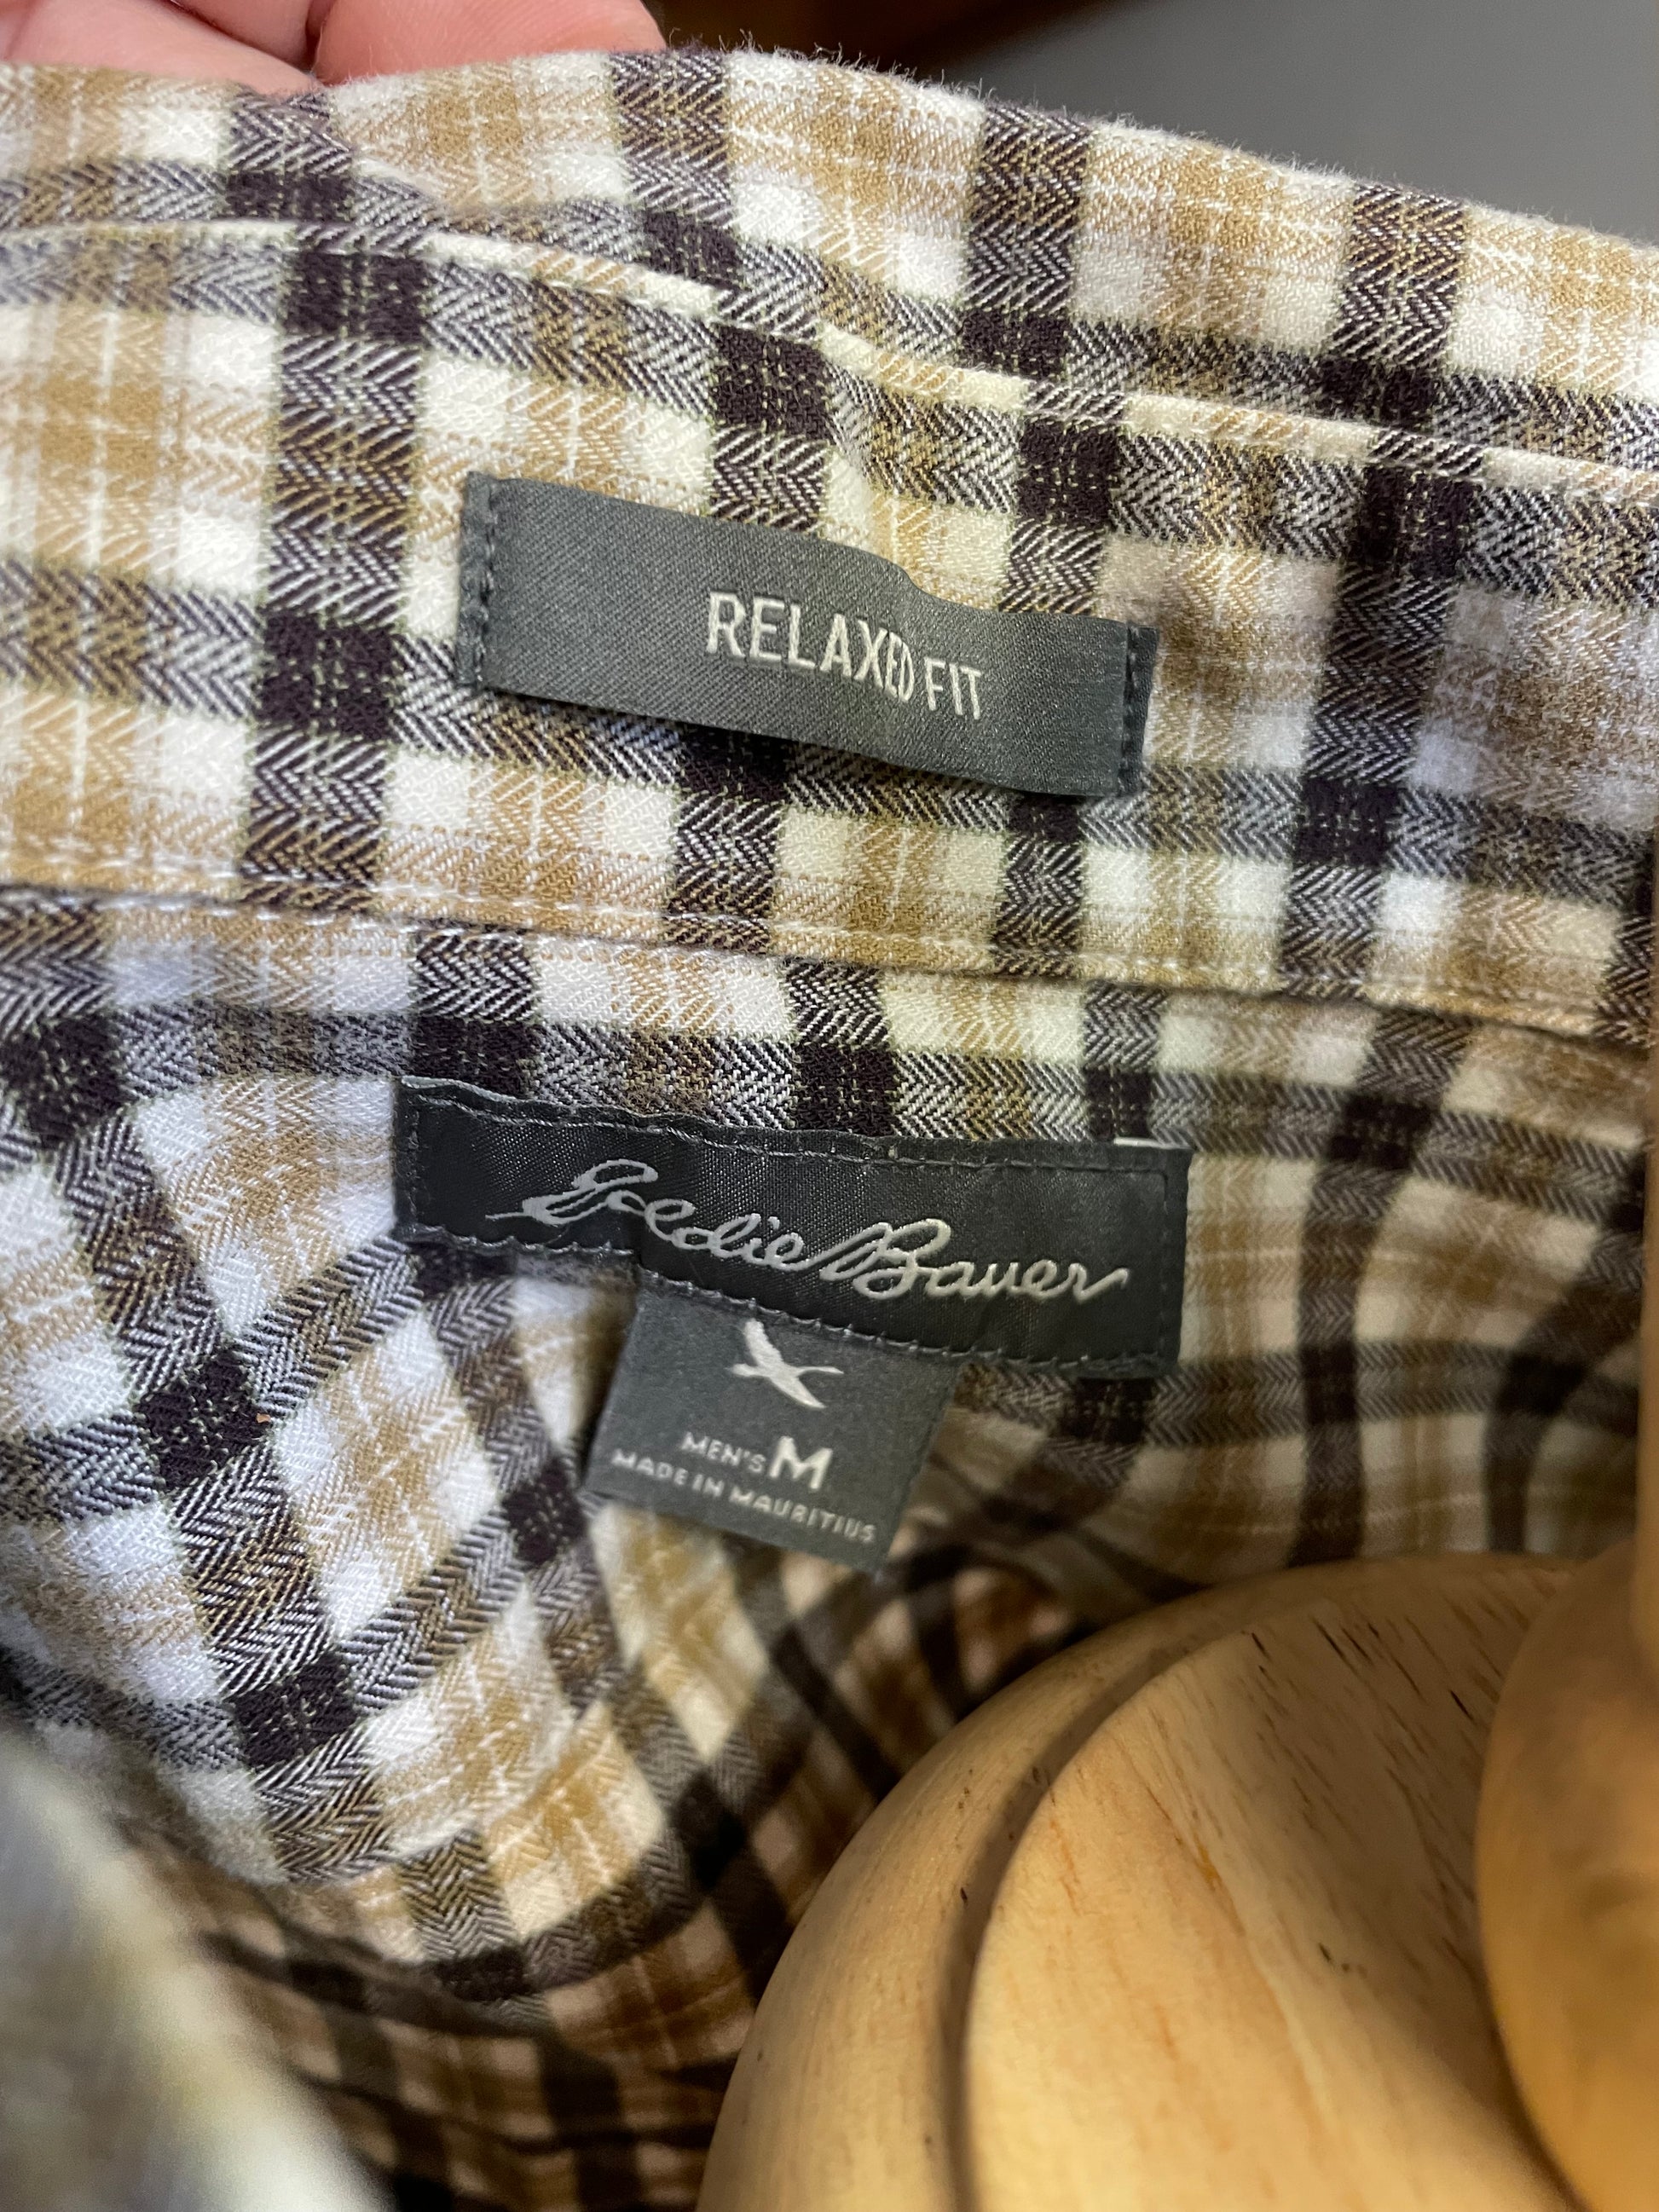 RELAXED FIT
Eddie Bauer
MEN'S M
MADE IN MAURITIUS